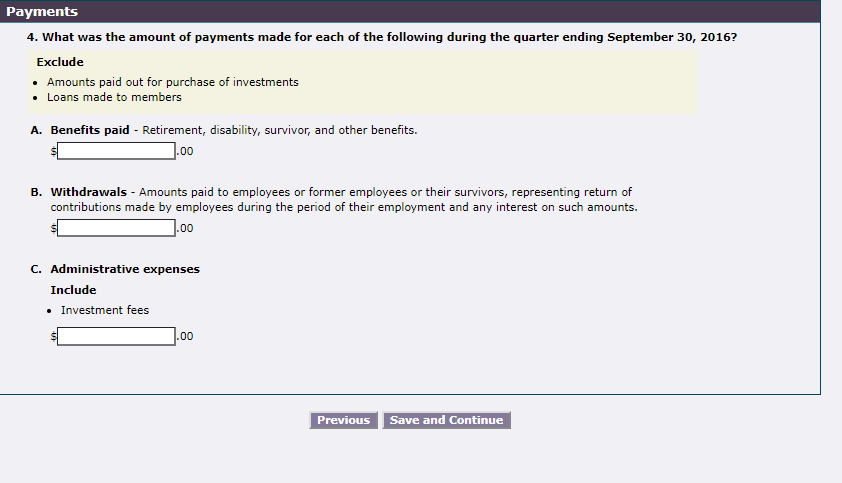 Payments
4. What was the amount of payments made for each of the following during the quarter ending September 30, 2016?
Exclude
• Amounts paid out for purchase of investments
• Loans made to members
A. Benefits paid - Retirement, disability, survivor, and other benefits.
$ .00
B. Withdrawals - Amounts paid to employees or former employees or their survivors, representing return of
contributions made by employees during the period of their employment and any interest on such amounts.
$ .00
C. Administrative expenses
Include
• Investment fees
$ .00
Previous Save and Continue